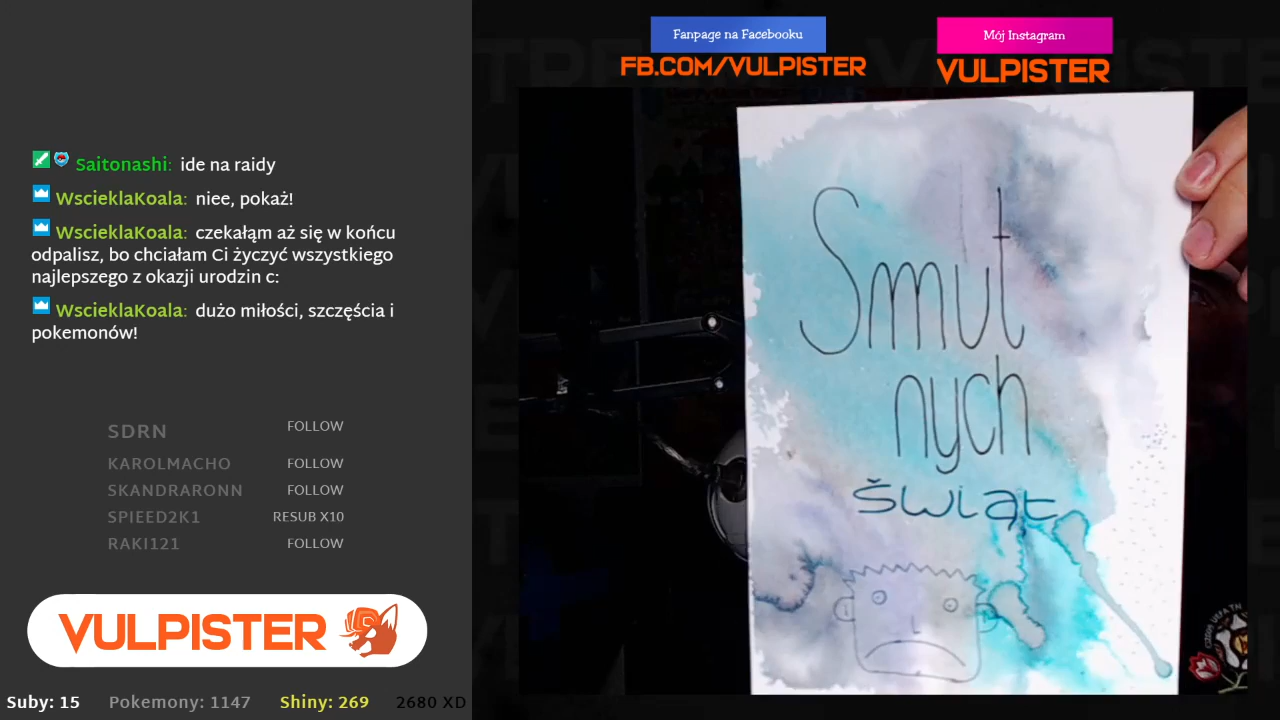 Fanpage na Facebooku
Mój Instagram
FB.COM/VULPISTER
VULPISTER
Saitonashi: ide na raidy
WscieklaKoala: niee, pokaż!
WscieklaKoala: czekałąm aż się w końcu
odpalisz, bo chciałam Ci życzyć wszystkiego
najlepszego z okazji urodzin c:
WscieklaKoala: dużo miłości, szczęścia i
pokemonów!
SDRN FOLLOW
KAROLMACHO FOLLOW
SKANDRARONN FOLLOW
SPIEED2K1 RESUB X10
RAKI121 FOLLOW
VULPISTER
Suby: 15 Pokemony: 1147 Shiny: 269 2680 XD
Smut
nych
świąt